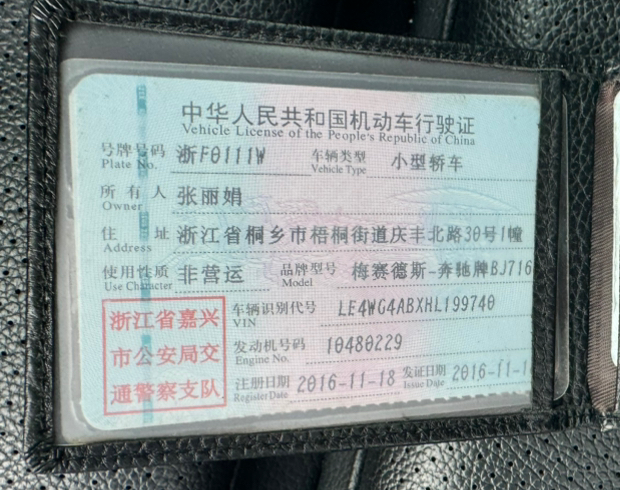 中华人民共和国机动车行驶证
Vehicle License of the People's Republic of China
号牌号码 浙F0111W 车辆类型 小型轿车
Plate No. Vehicle Type
所有人 张丽娟
Owner
住址 浙江省桐乡市梧桐街道庆丰北路30号1幢
Address
使用性质 非营运 品牌型号 梅赛德斯-奔驰牌BJ716
Use Character Model
浙江省嘉兴
市公安局交
通警察支队
车辆识别代号 LE4WG4ABXHL199740
VIN
发动机号码 10480229
Engine No.
注册日期 2016-11-18 发证日期 2016-11-1
Register Date Issue Date